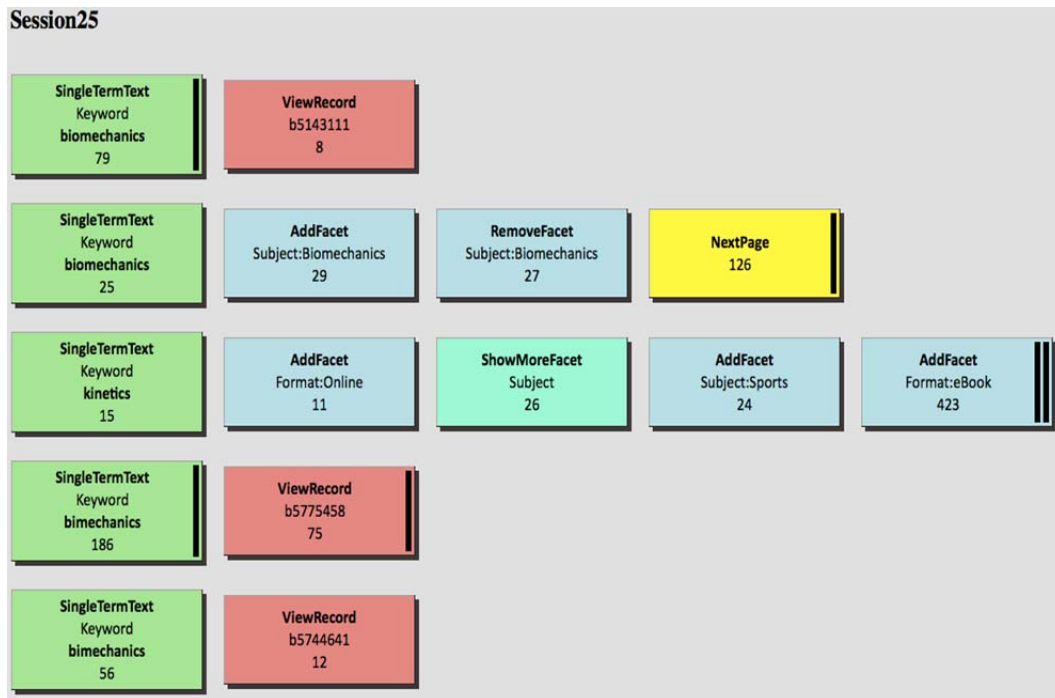 Session25
SingleTermText
Keyword
biomechanics
79
ViewRecord
b5143111
8
SingleTermText
Keyword
biomechanics
25
AddFacet
Subject:Biomechanics
29
RemoveFacet
Subject:Biomechanics
27
NextPage
126
SingleTermText
Keyword
kinetics
15
AddFacet
Format:Online
11
ShowMoreFacet
Subject
26
AddFacet
Subject:Sports
24
AddFacet
Format:eBook
423
SingleTermText
Keyword
bimechanics
186
ViewRecord
b5775458
75
SingleTermText
Keyword
bimechanics
56
ViewRecord
b5744641
12